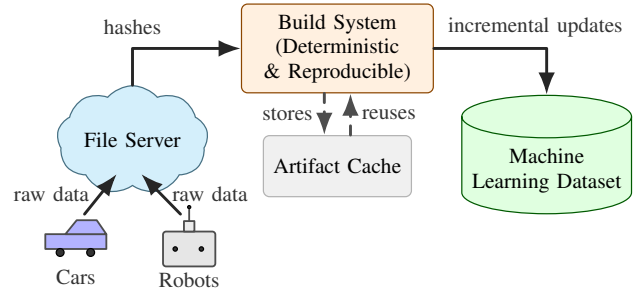 hashes
Build System
(Deterministic
& Reproducible)
incremental updates
stores
reuses
File Server
Artifact Cache
Machine
Learning Dataset
raw data
raw data
Cars
Robots